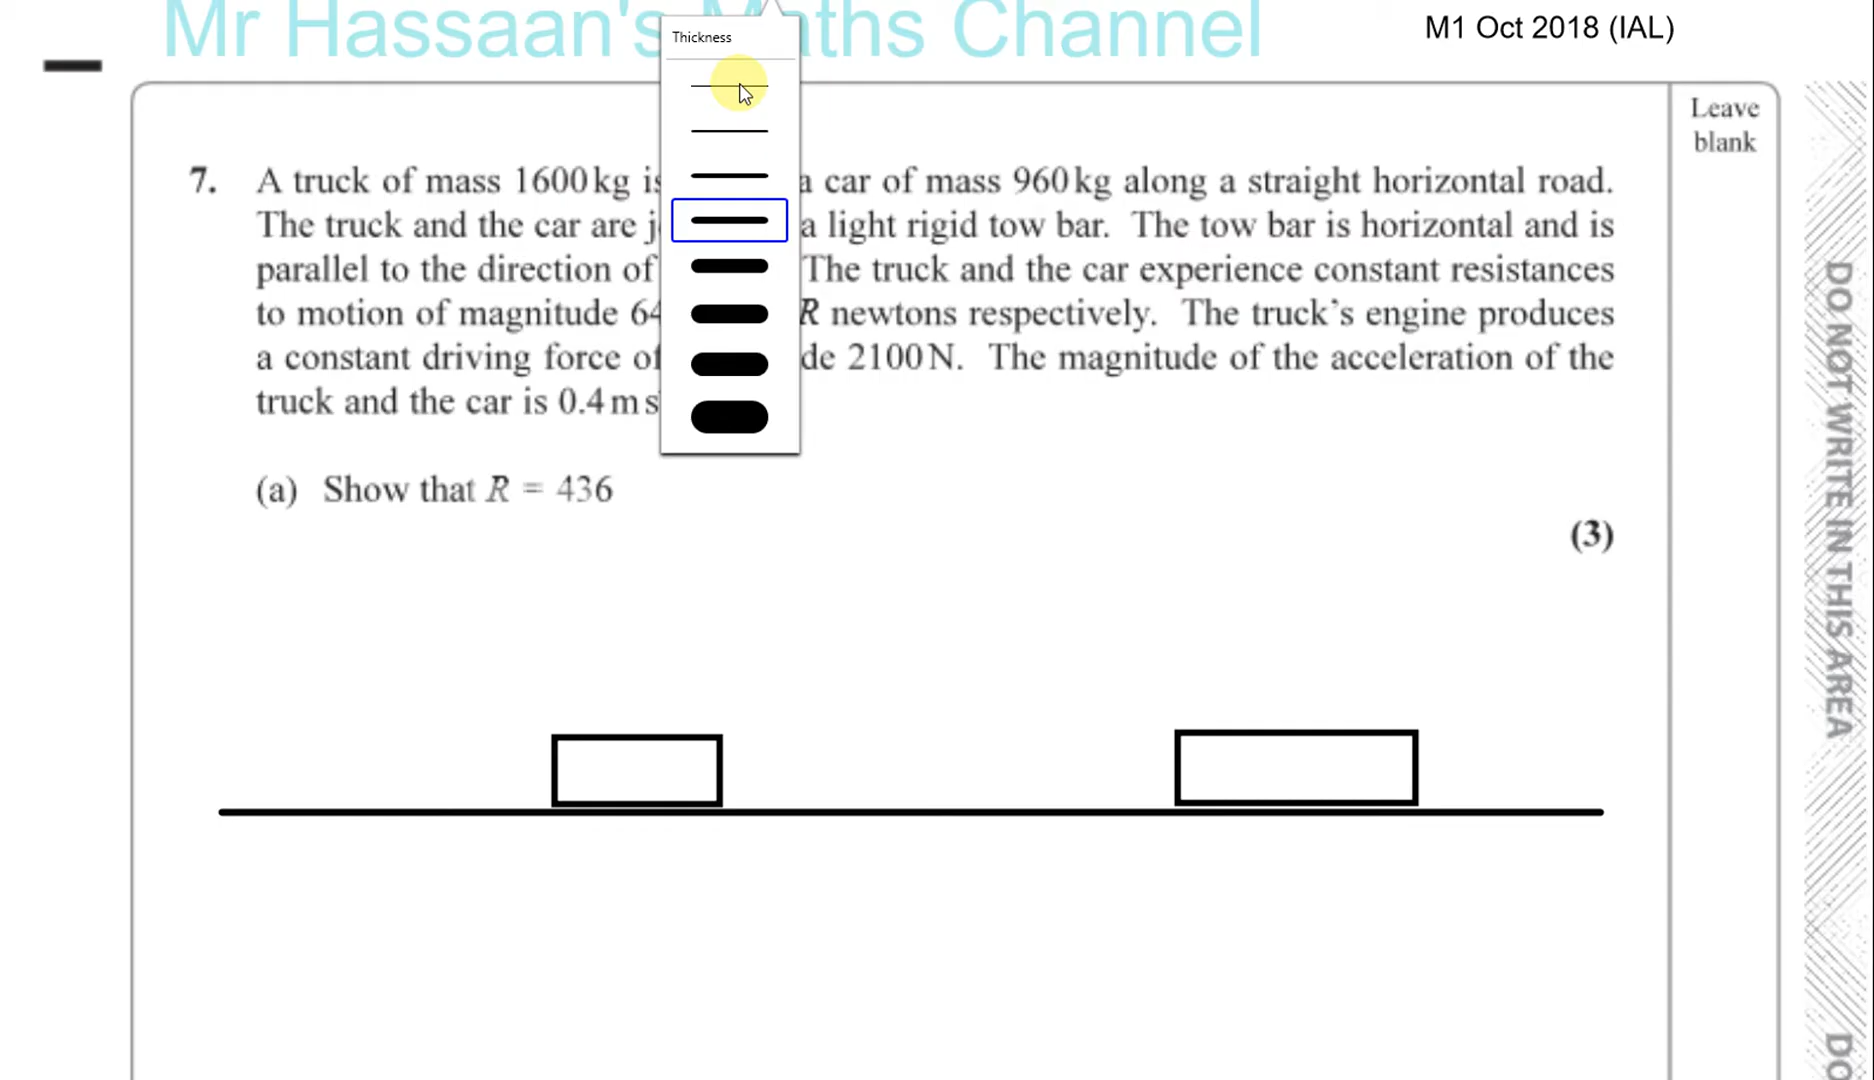 Mr Hassaan's Maths Channel
M1 Oct 2018 (IAL)
Thickness
Leave
blank
7. A truck of mass 1600 kg is a car of mass 960 kg along a straight horizontal road.
The truck and the car are a light rigid tow bar. The tow bar is horizontal and is
parallel to the direction of The truck and the car experience constant resistances
to motion of magnitude R newtons respectively. The truck's engine produces
a constant driving force of 2100 N. The magnitude of the acceleration of the
truck and the car is 0.4 m s
(a) Show that R = 436
(3)
DO NOT WRITE IN THIS AREA
DO